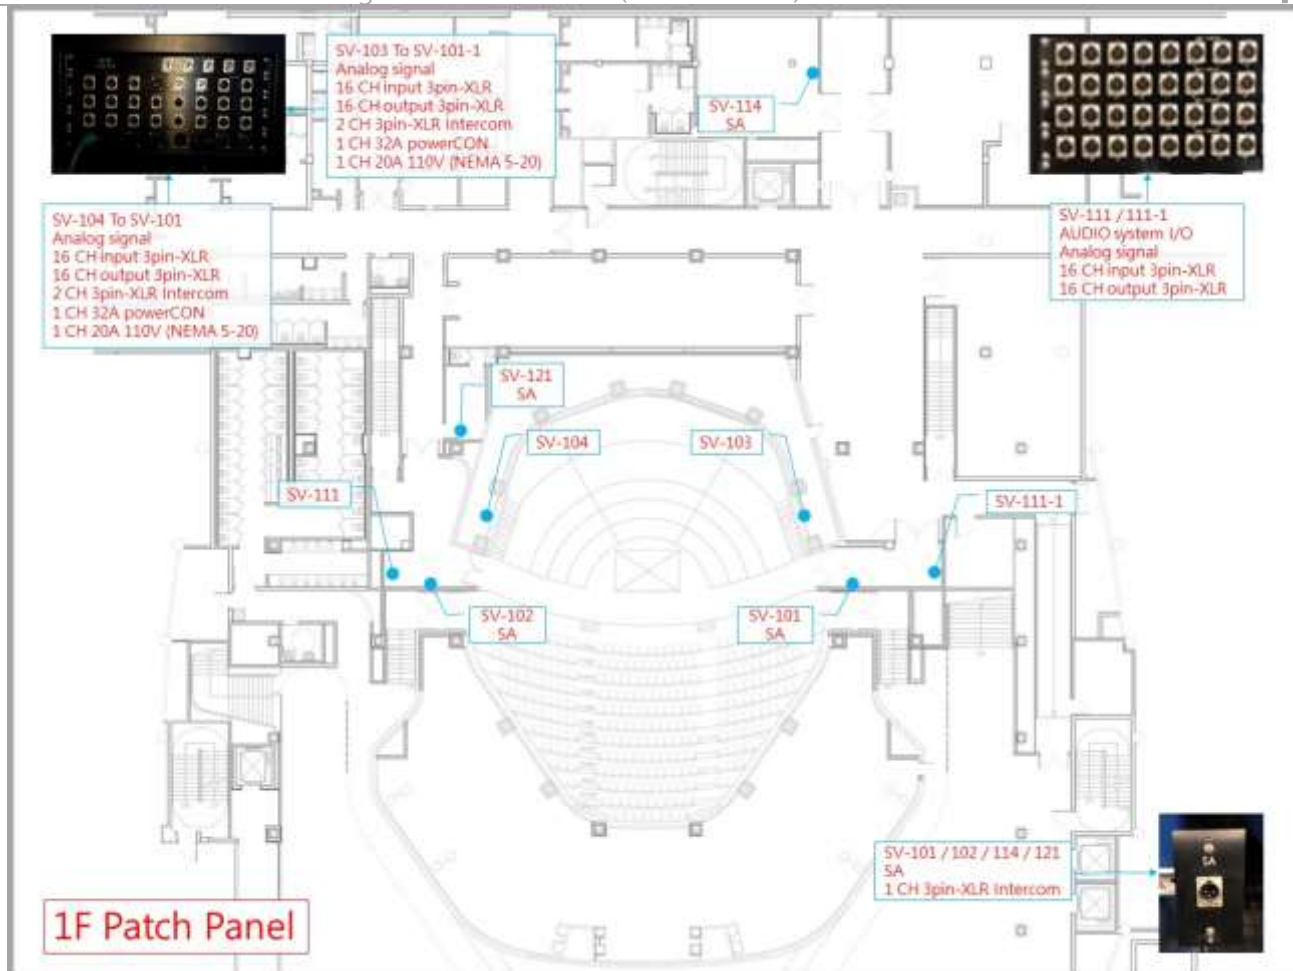 SV-103 To SV-101-1
Analog signal
16 CH input 3pin-XLR
16 CH output 3pin-XLR
2 CH 3pin-XLR Intercom
1 CH 32A powerCON
1 CH 20A 110V (NEMA 5-20)
SV-114
SA
SV-104 To SV-101
Analog signal
16 CH input 3pin-XLR
16 CH output 3pin-XLR
2 CH 3pin-XLR Intercom
1 CH 32A powerCON
1 CH 20A 110V (NEMA 5-20)
SV-111 / 111-1
AUDIO system I/O
Analog signal
16 CH input 3pin-XLR
16 CH output 3pin-XLR
SV-121
SA
SV-104
SV-103
SV-111
SV-111-1
SV-102
SA
SV-101
SA
SV-101 / 102 / 114 / 121
SA
1 CH 3pin-XLR Intercom
SA
1F Patch Panel